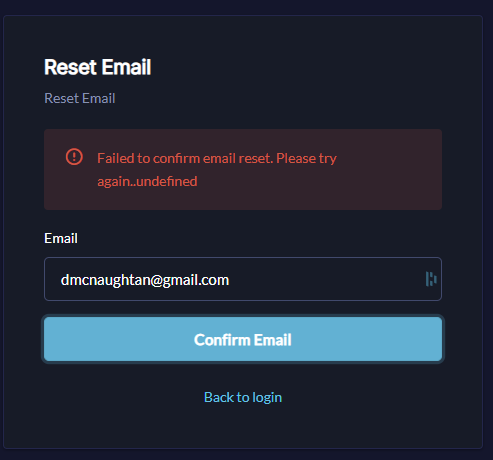 Reset Email
Reset Email
Failed to confirm email reset. Please try
again..undefined
Email
dmcnaughtan@gmail.com
Confirm Email
Back to login